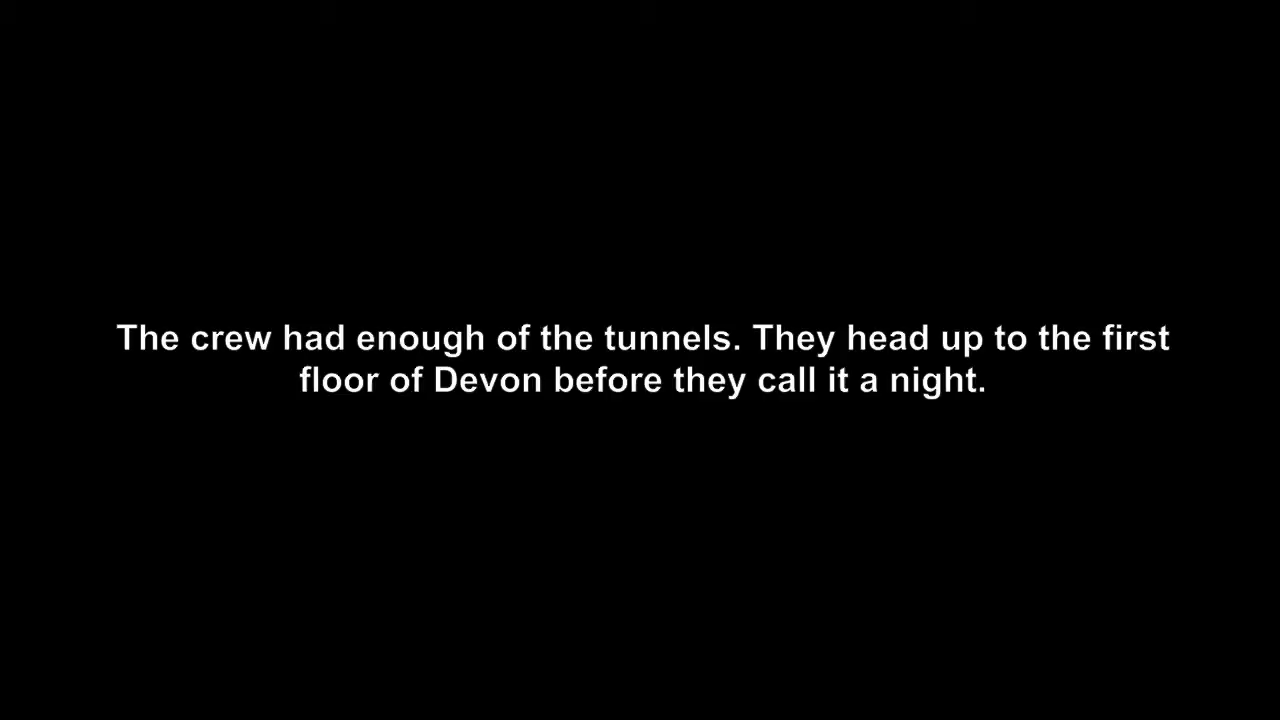 The crew had enough of the tunnels. They head up to the first
floor of Devon before they call it a night.